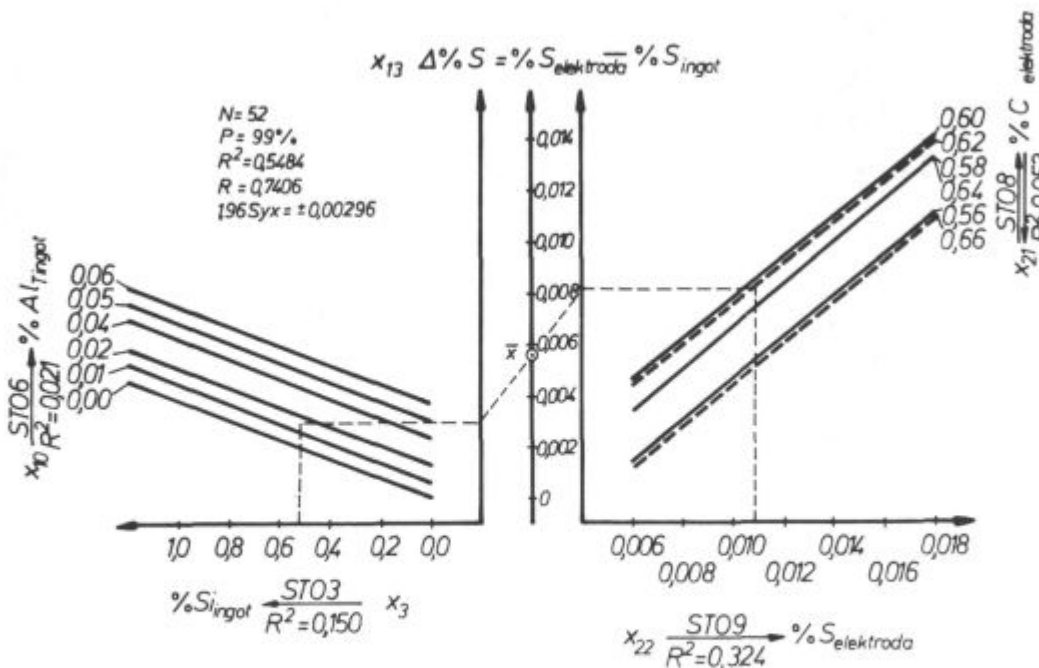 x13 Δ%S = %Selektroda – %Singot
N = 52
P = 99%
R²=0,5484
R = 0,7406
1,96Syx = ±0,00296
0,014
0,012
0,010
0,008
0,006
0,004
0,002
0
x̄
0,06
0,05
0,04
0,02
0,01
0,00
x10 STO6 % AlTingot
R²=0,021
1,0 0,8 0,6 0,4 0,2 0,0
%Siingot STO3 x3
R²=0,150
0,60
0,62
0,58
0,64
0,56
0,66
x21 STO8 % C elektroda
0,006 0,010 0,014 0,018
0,008 0,012 0,016
x22 STO9 % Selektroda
R²=0,324